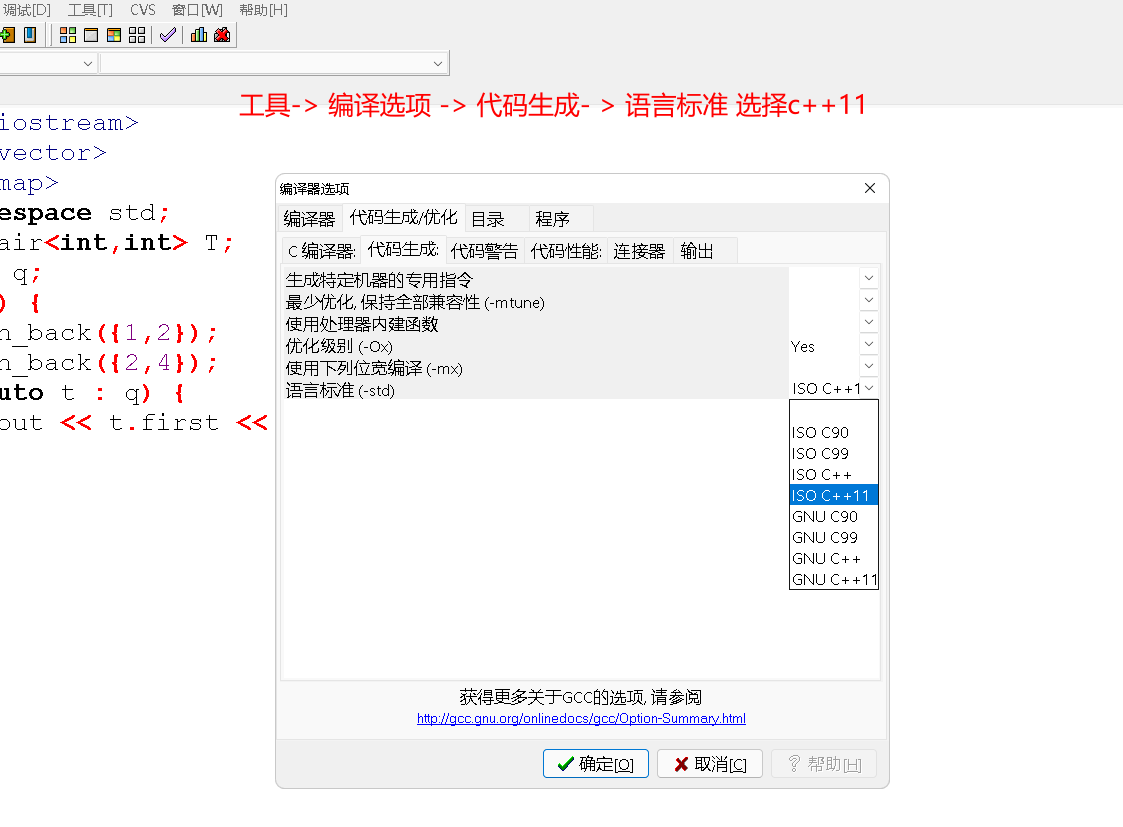 调试[D] 工具[T] CVS 窗口[W] 帮助[H]
工具-> 编译选项 -> 代码生成- > 语言标准 选择c++11
iostream>
vector>
map>
espace std;
air<int,int> T;
q;
) {
h_back({1,2});
h_back({2,4});
uto t : q) {
out << t.first <<
编译器选项
编译器 代码生成/优化 目录 程序
C 编译器: 代码生成: 代码警告 代码性能: 连接器 输出
生成特定机器的专用指令
最少优化, 保持全部兼容性 (-mtune)
使用处理器内建函数
优化级别 (-Ox) Yes
使用下列位宽编译 (-mx)
语言标准 (-std) ISO C++1
ISO C90
ISO C99
ISO C++
ISO C++11
GNU C90
GNU C99
GNU C++
GNU C++11
获得更多关于GCC的选项, 请参阅
http://gcc.gnu.org/onlinedocs/gcc/Option-Summary.html
确定[O] 取消[C] ? 帮助[H]